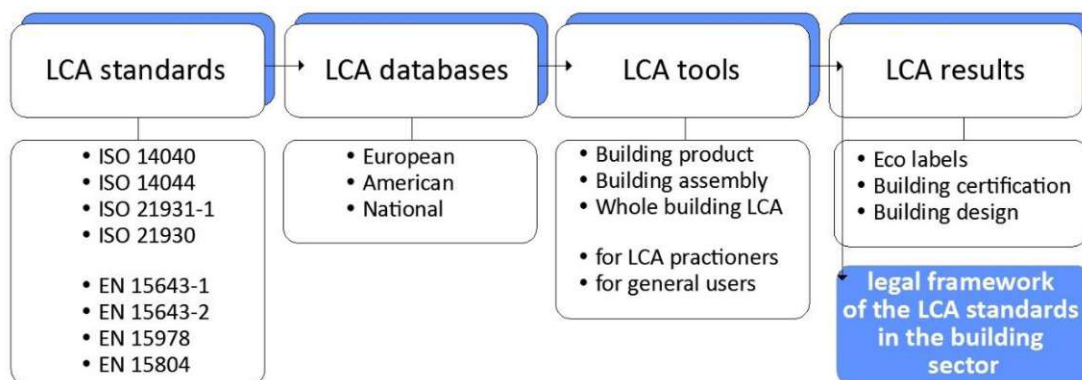 LCA standards
LCA databases
LCA tools
LCA results
• ISO 14040
• ISO 14044
• ISO 21931-1
• ISO 21930
• EN 15643-1
• EN 15643-2
• EN 15978
• EN 15804
• European
• American
• National
• Building product
• Building assembly
• Whole building LCA
• for LCA practioners
• for general users
• Eco labels
• Building certification
• Building design
legal framework
of the LCA standards
in the building
sector